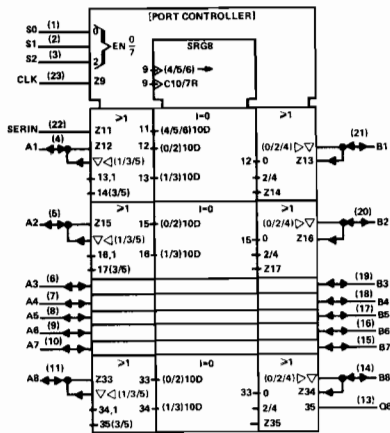 [PORT CONTROLLER]
S0 (1) 0
S1 (2) EN 0/7
S2 (3) 2
CLK (23) Z9
SRG8
9 (4/5/6)
9 C10/7R
≥1 I=0 ≥1
SERIN (22) Z11 11 (4/5/6)10D
A1 (4) Z12 12 (0/2)10D (0/2/4) (21) B1
(1/3/5) 12 0 Z13
13,1 13 (1/3)10D 2/4
14(3/5) Z14
≥1 I=0 ≥1
A2 (5) Z15 15 (0/2)10D (0/2/4) (20) B2
(1/3/5) 15 0 Z16
16,1 16 (1/3)10D 2/4
17(3/5) Z17
A3 (6) (19) B3
A4 (7) (18) B4
A5 (8) (17) B5
A6 (9) (16) B6
A7 (10) (15) B7
≥1 I=0 ≥1
A8 (11) Z33 33 (0/2)10D (0/2/4) (14) B8
(1/3/5) 33 0 Z34
34,1 34 (1/3)10D 2/4 35 (13)
35(3/5) Z35